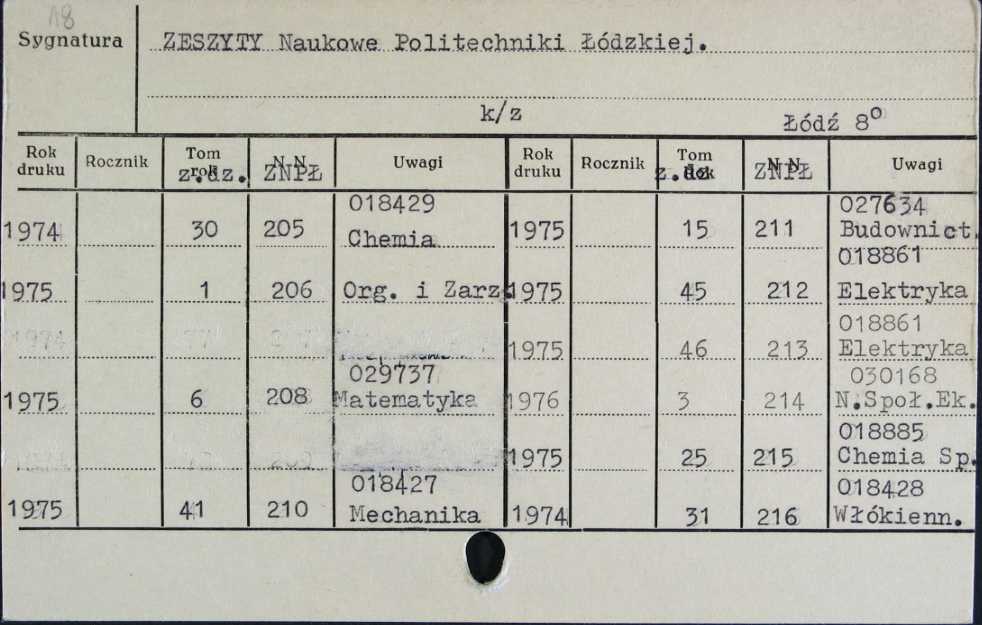 18
Sygnatura
ZESZYTY Naukowe Politechniki Łódzkiej.
k/z
Łódź 8⁰
Rok druku Rocznik Tom rok z.dz. N N ZNPŁ Uwagi Rok druku Rocznik Tom rok z.dz N N ZNPŁ Uwagi
018429 027634
1974 30 205 Chemia 1975 15 211 Budownict.
018861
1975 1 206 Org. i Zarz. 1975 45 212 Elektryka
018861
1974 1975 46 213 Elektryka
029737 030168
1975 6 208 Matematyka 1976 3 214 N.Społ.Ek.
018885
1975 25 215 Chemia Sp.
018427 018428
1975 41 210 Mechanika 1974 31 216 Włókienn.